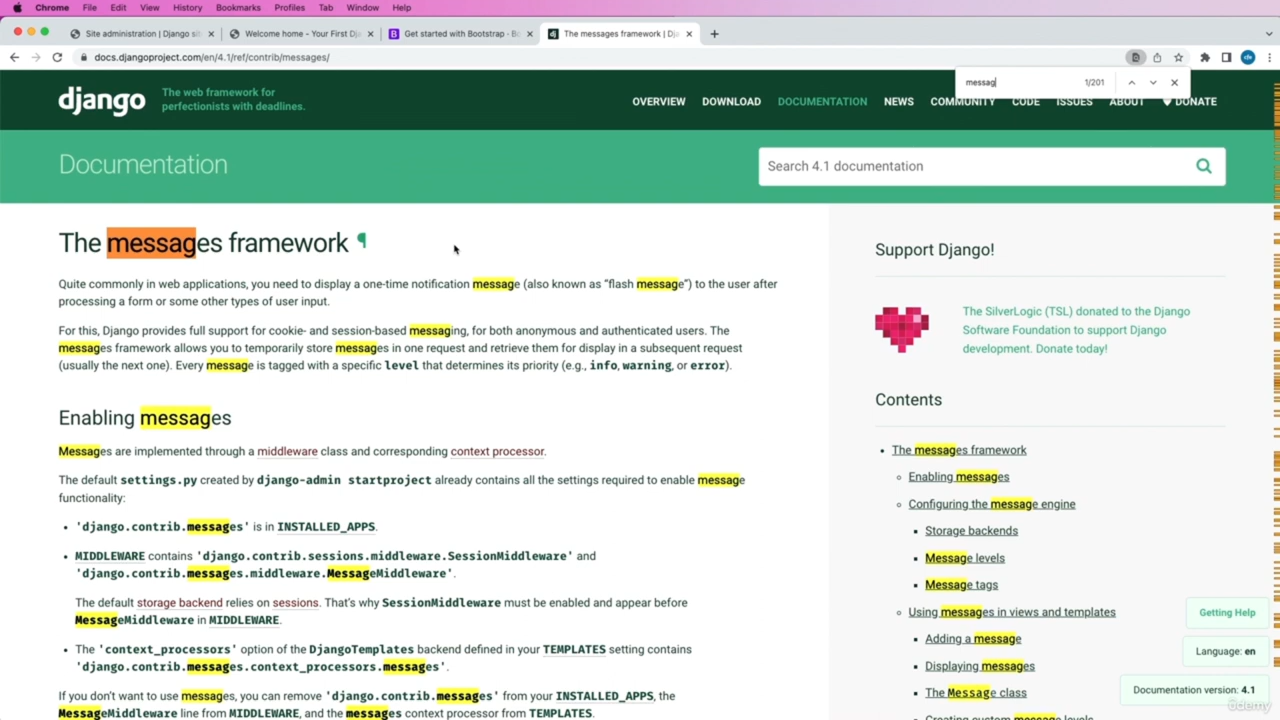 Chrome File Edit View History Bookmarks Profiles Tab Window Help
Site administration | Django sit
Welcome home - Your First Dja
Get started with Bootstrap - Bo
The messages framework | Dja
docs.djangoproject.com/en/4.1/ref/contrib/messages/
messag 1/201
django
The web framework for
perfectionists with deadlines.
OVERVIEW DOWNLOAD DOCUMENTATION NEWS COMMUNITY CODE ISSUES ABOUT DONATE
Documentation
Search 4.1 documentation
The messages framework ¶
Quite commonly in web applications, you need to display a one-time notification message (also known as “flash message”) to the user after
processing a form or some other types of user input.
For this, Django provides full support for cookie- and session-based messaging, for both anonymous and authenticated users. The
messages framework allows you to temporarily store messages in one request and retrieve them for display in a subsequent request
(usually the next one). Every message is tagged with a specific level that determines its priority (e.g., info, warning, or error).
Enabling messages
Messages are implemented through a middleware class and corresponding context processor.
The default settings.py created by django-admin startproject already contains all the settings required to enable message
functionality:
• 'django.contrib.messages' is in INSTALLED_APPS.
• MIDDLEWARE contains 'django.contrib.sessions.middleware.SessionMiddleware' and
'django.contrib.messages.middleware.MessageMiddleware'.
The default storage backend relies on sessions. That’s why SessionMiddleware must be enabled and appear before
MessageMiddleware in MIDDLEWARE.
• The 'context_processors' option of the DjangoTemplates backend defined in your TEMPLATES setting contains
'django.contrib.messages.context_processors.messages'.
If you don’t want to use messages, you can remove 'django.contrib.messages' from your INSTALLED_APPS, the
MessageMiddleware line from MIDDLEWARE, and the messages context processor from TEMPLATES.
Support Django!
The SilverLogic (TSL) donated to the Django
Software Foundation to support Django
development. Donate today!
Contents
The messages framework
Enabling messages
Configuring the message engine
Storage backends
Message levels
Message tags
Using messages in views and templates
Adding a message
Displaying messages
The Message class
Creating custom message levels
Getting Help
Language: en
Documentation version: 4.1
ûdemy